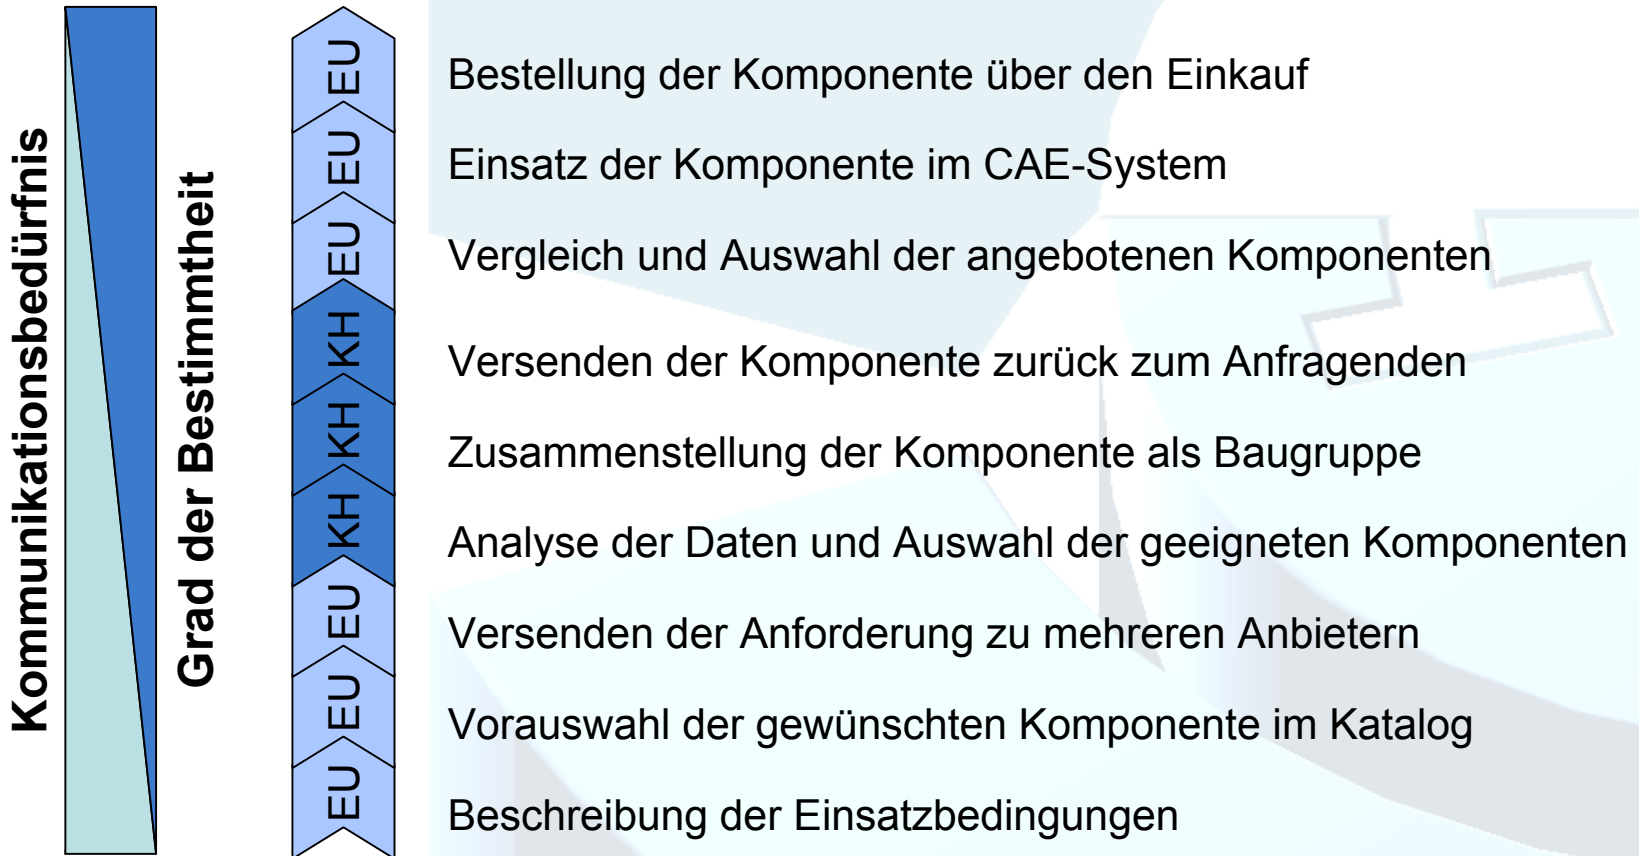 Kommunikationsbedürfnis
Grad der Bestimmtheit
EU
Bestellung der Komponente über den Einkauf
EU
Einsatz der Komponente im CAE-System
EU
Vergleich und Auswahl der angebotenen Komponenten
KH
Versenden der Komponente zurück zum Anfragenden
KH
Zusammenstellung der Komponente als Baugruppe
KH
Analyse der Daten und Auswahl der geeigneten Komponenten
EU
Versenden der Anforderung zu mehreren Anbietern
EU
Vorauswahl der gewünschten Komponente im Katalog
EU
Beschreibung der Einsatzbedingungen